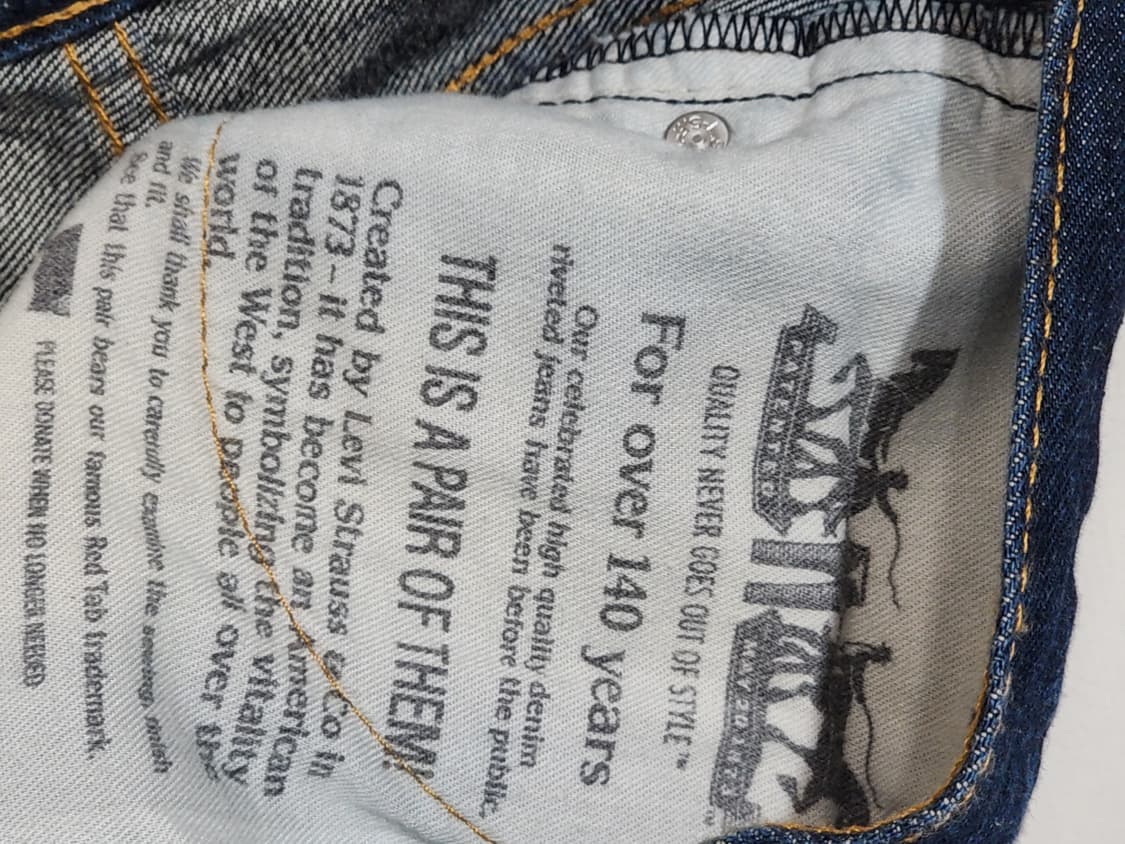 PATENTED
MAY 20 1873
QUALITY NEVER GOES OUT OF STYLE™
For over 140 years
Our celebrated high quality denim
riveted jeans have been before the public.
THIS IS A PAIR OF THEM!
Created by Levi Strauss & Co in
1873 - it has become an American
tradition, symbolizing the vitality
of the West to people all over the
world.
We shall thank you to carefully examine the sewing, finish
and fit.
See that this pair bears our famous Red Tab trademark.
PLEASE DONATE WHEN NO LONGER NEEDED